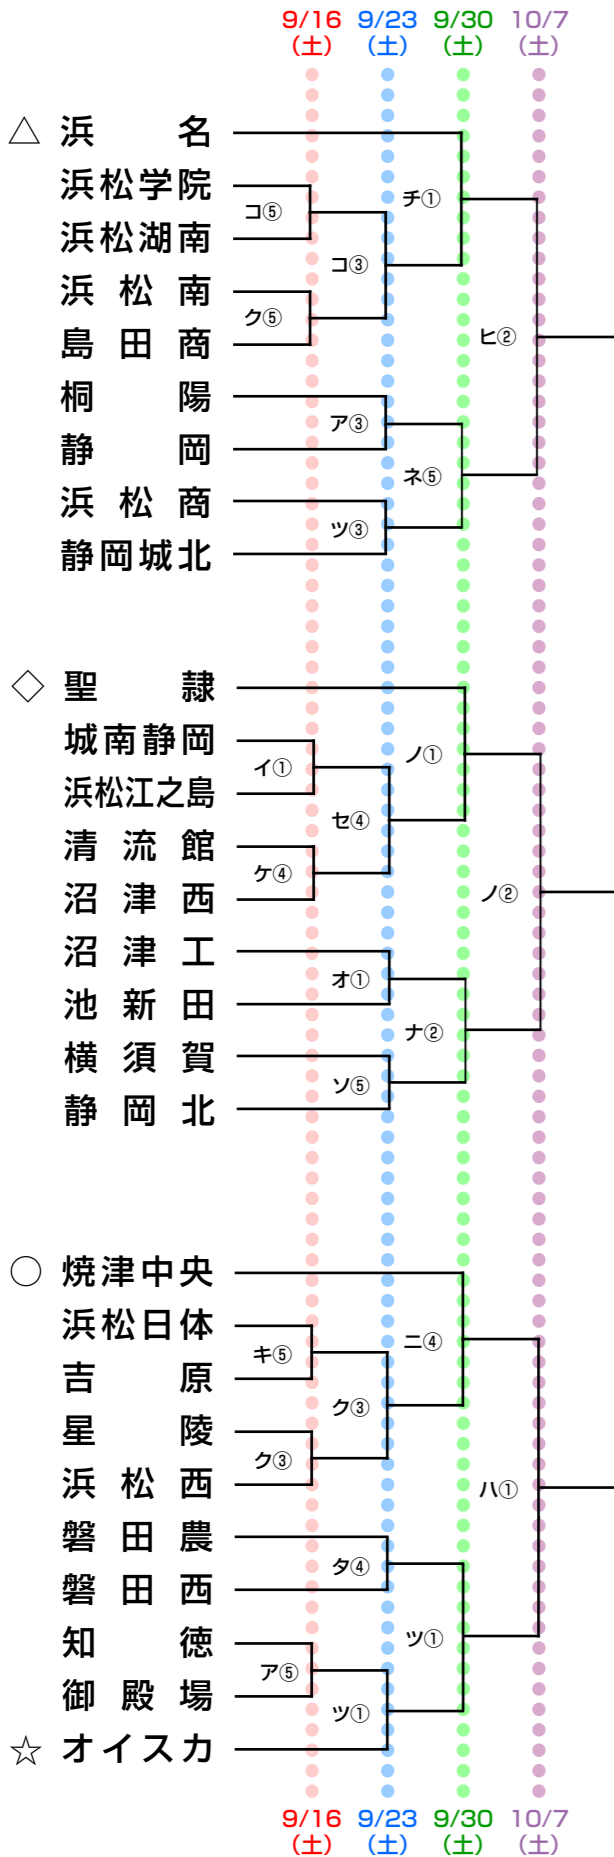 9/16 9/23 9/30 10/7
(土) (土) (土) (土)
△ 浜名
浜松学院
コ⑤
浜松湖南
チ①
コ③
浜松南
ク⑤
島田商
ヒ②
桐陽
ア③
静岡
ネ⑤
浜松商
ツ③
静岡城北
◇ 聖隷
城南静岡
イ①
浜松江之島
ノ①
セ④
清流館
ケ④
沼津西
ノ②
沼津工
オ①
池新田
ナ②
横須賀
ソ⑤
静岡北
○ 焼津中央
浜松日体
キ⑤
吉原
ニ④
ク③
星陵
ク③
浜松西
ハ①
磐田農
タ④
磐田西
ツ①
知徳
ア⑤
御殿場
ツ①
☆ オイスカ
9/16 9/23 9/30 10/7
(土) (土) (土) (土)